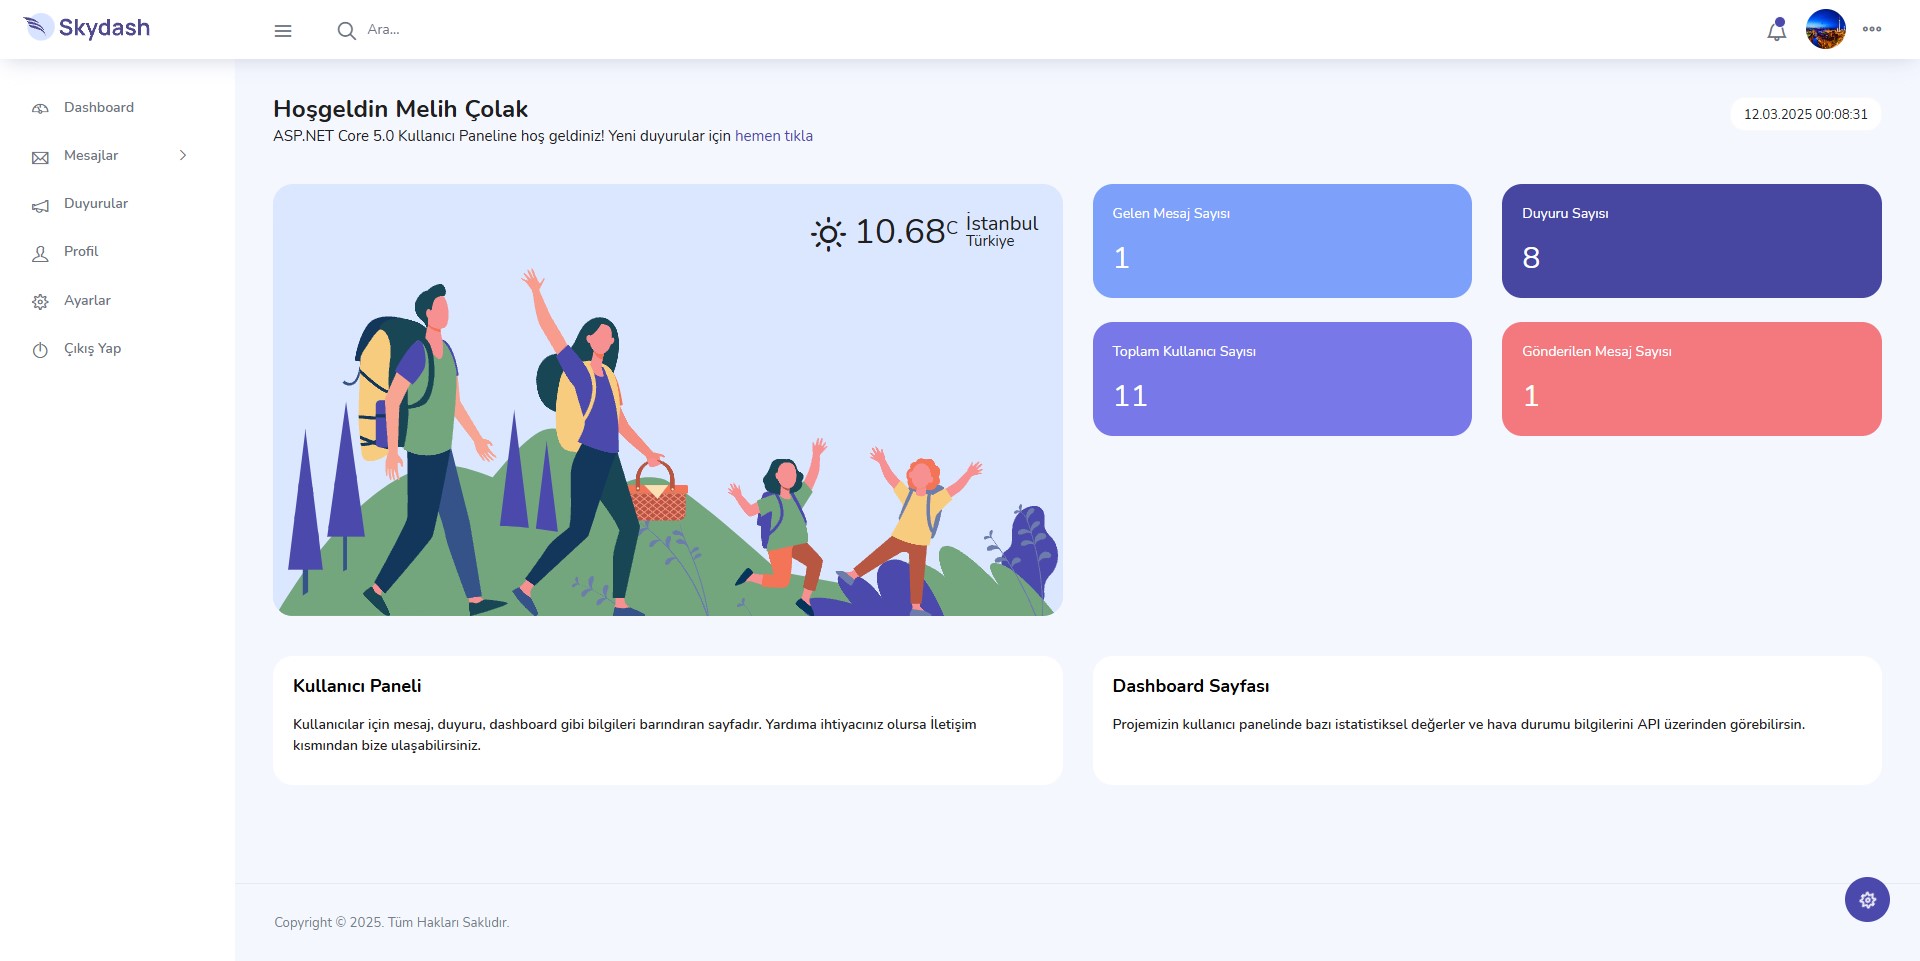 Skydash
Ara...
Dashboard
Mesajlar
Duyurular
Profil
Ayarlar
Çıkış Yap
Hoşgeldin Melih Çolak
ASP.NET Core 5.0 Kullanıcı Paneline hoş geldiniz! Yeni duyurular için hemen tıkla
12.03.2025 00:08:31
10.68C
İstanbul
Türkiye
Gelen Mesaj Sayısı
1
Duyuru Sayısı
8
Toplam Kullanıcı Sayısı
11
Gönderilen Mesaj Sayısı
1
Kullanıcı Paneli
Kullanıcılar için mesaj, duyuru, dashboard gibi bilgileri barındıran sayfadır. Yardıma ihtiyacınız olursa İletişim
kısmından bize ulaşabilirsiniz.
Dashboard Sayfası
Projemizin kullanıcı panelinde bazı istatistiksel değerler ve hava durumu bilgilerini API üzerinden görebilirsin.
Copyright © 2025. Tüm Hakları Saklıdır.